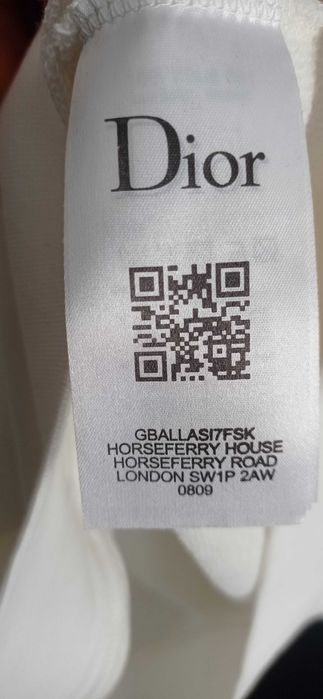 Dior
GBALLASI7FSK
HORSEFERRY HOUSE
HORSEFERRY ROAD
LONDON SW1P 2AW
0809